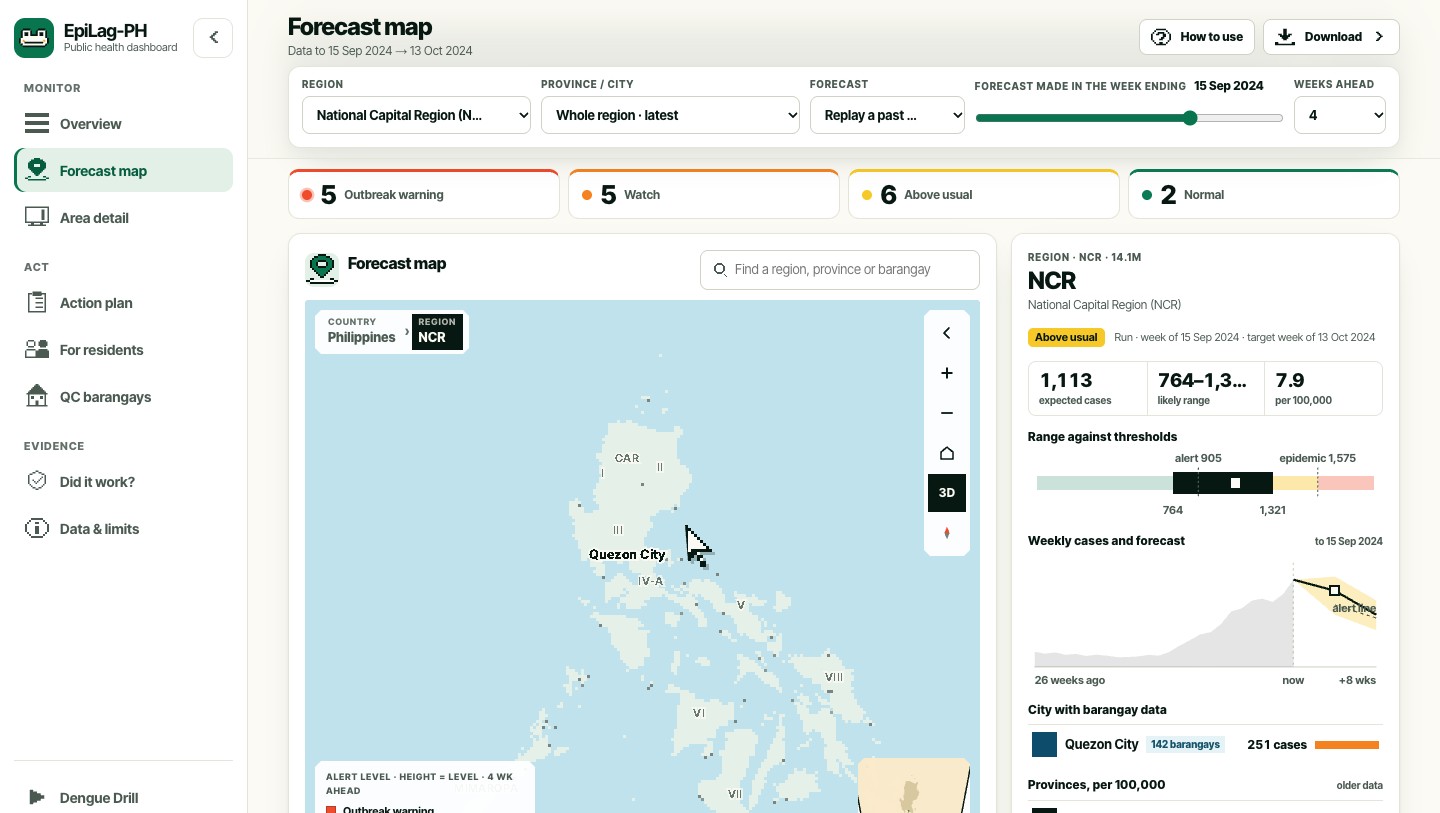 EpiLag-PH
Public health dashboard
MONITOR
Overview
Forecast map
Area detail
ACT
Action plan
For residents
QC barangays
EVIDENCE
Did it work?
Data & limits
Dengue Drill
Forecast map
Data to 15 Sep 2024 → 13 Oct 2024
How to use
Download
REGION
National Capital Region (N...
PROVINCE / CITY
Whole region · latest
FORECAST
Replay a past ...
FORECAST MADE IN THE WEEK ENDING 15 Sep 2024
WEEKS AHEAD
4
5 Outbreak warning
5 Watch
6 Above usual
2 Normal
Forecast map
Find a region, province or barangay
COUNTRY
Philippines
›
REGION
NCR
3D
CAR
I
II
III
Quezon City
IV-A
V
VIII
VI
VII
MIMAROPA
ALERT LEVEL · HEIGHT = LEVEL · 4 WK
AHEAD
Outbreak warning
REGION · NCR · 14.1M
NCR
National Capital Region (NCR)
Above usual
Run · week of 15 Sep 2024 · target week of 13 Oct 2024
1,113
expected cases
764–1,3...
likely range
7.9
per 100,000
Range against thresholds
alert 905
epidemic 1,575
764
1,321
Weekly cases and forecast
to 15 Sep 2024
alert line
26 weeks ago
now
+8 wks
City with barangay data
Quezon City
142 barangays
251 cases
Provinces, per 100,000
older data